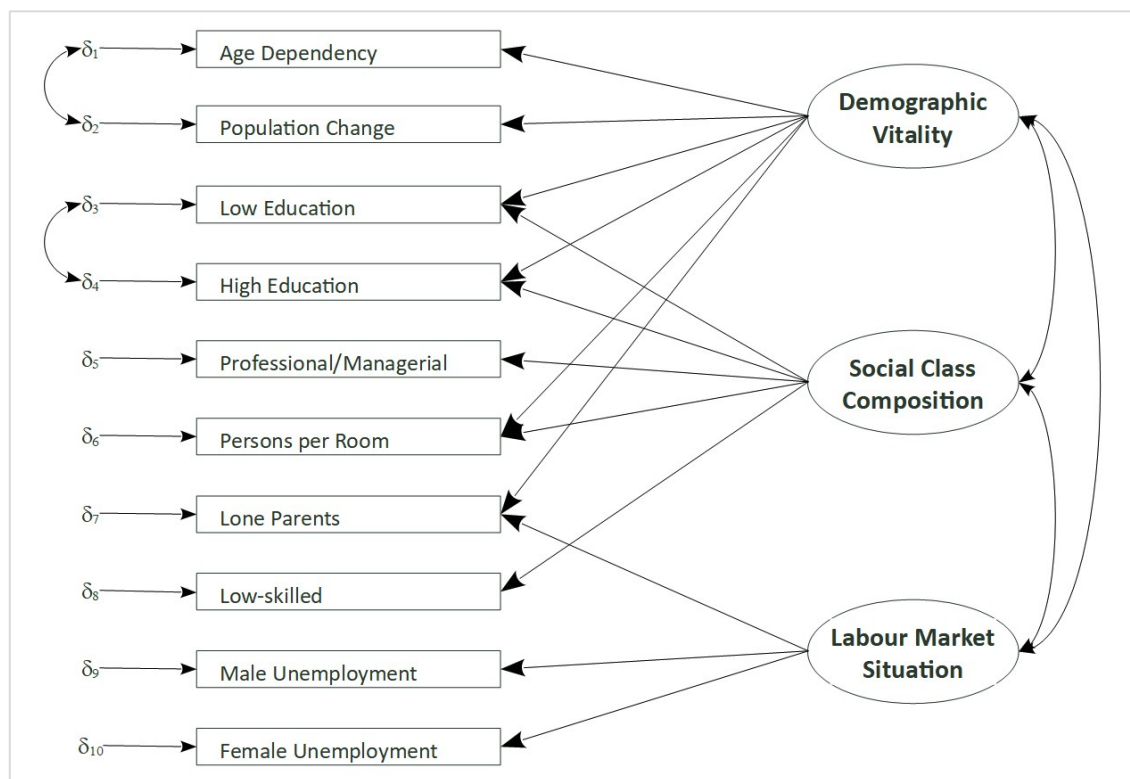 δ1
Age Dependency
δ2
Population Change
δ3
Low Education
δ4
High Education
δ5
Professional/Managerial
δ6
Persons per Room
δ7
Lone Parents
δ8
Low-skilled
δ9
Male Unemployment
δ10
Female Unemployment
Demographic
Vitality
Social Class
Composition
Labour Market
Situation